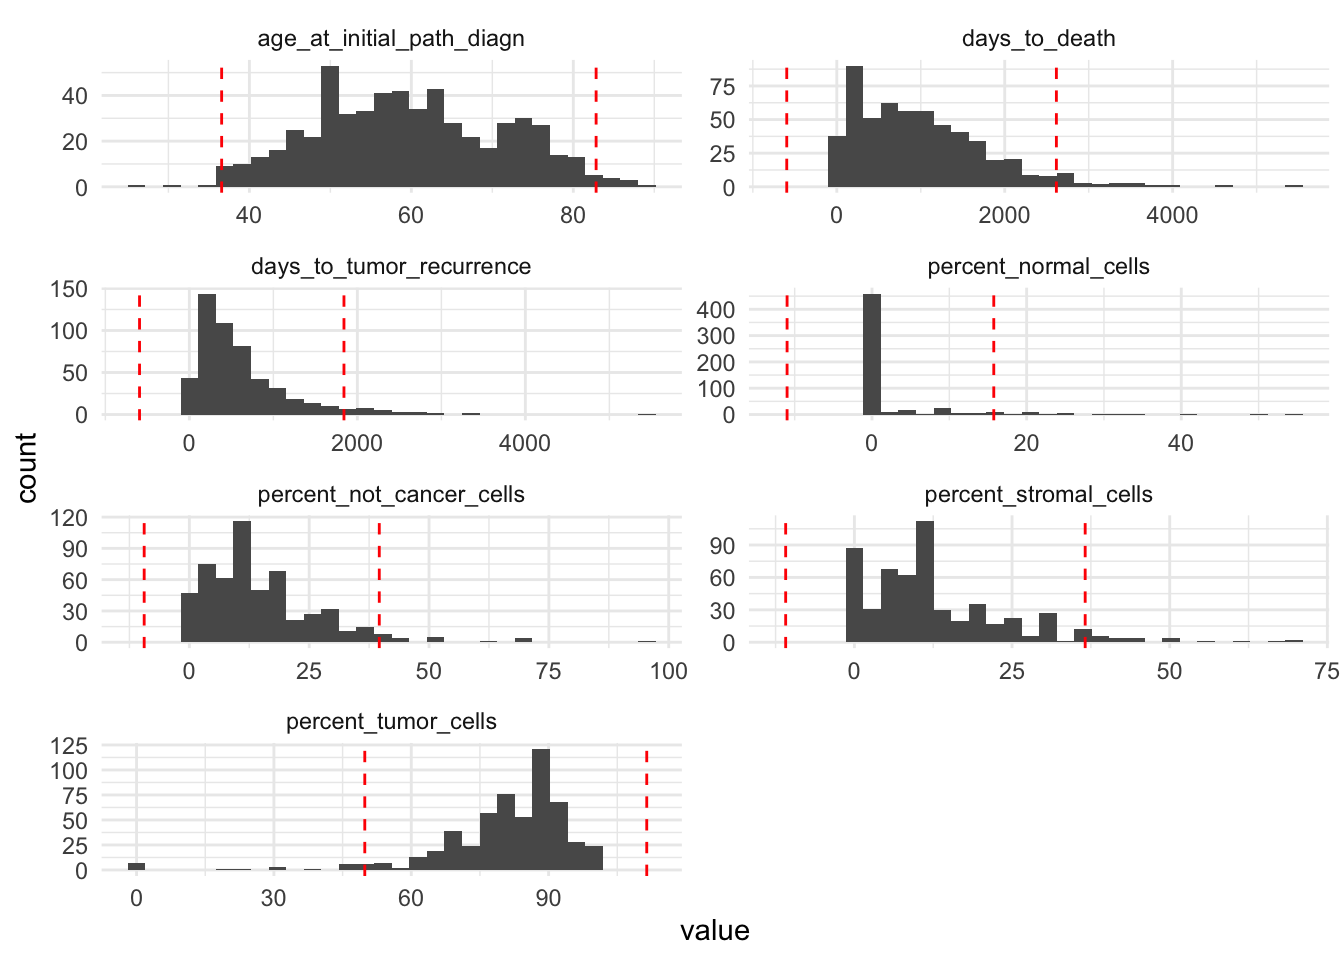 age_at_initial_path_diagn
40
20
0
40 60 80
days_to_death
75
50
25
0
0 2000 4000
days_to_tumor_recurrence
150
100
50
0
0 2000 4000
percent_normal_cells
400
300
200
100
0
0 20 40
percent_not_cancer_cells
120
90
60
30
0
0 25 50 75 100
percent_stromal_cells
90
60
30
0
0 25 50 75
percent_tumor_cells
125
100
75
50
25
0
0 30 60 90
count
value